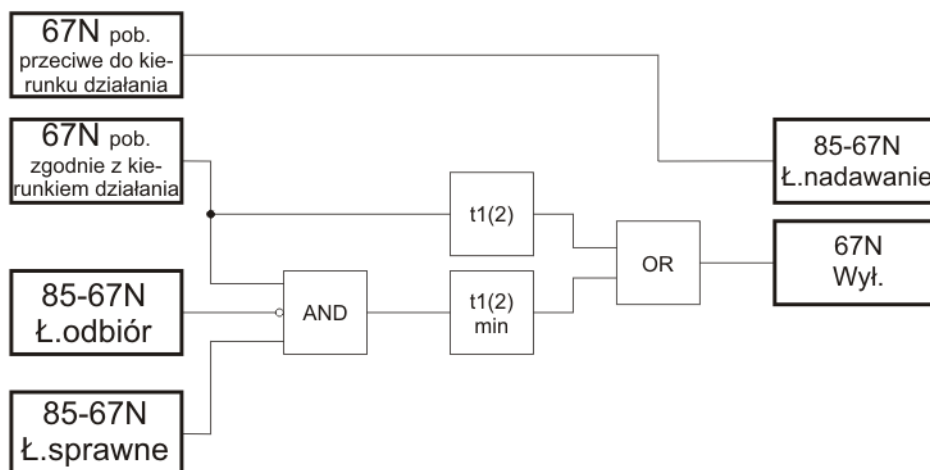 67N pob.
przeciwe do kie-
runku działania
67N pob.
zgodnie z kie-
runkiem działania
85-67N
Ł.nadawanie
t1(2)
67N
Wył.
OR
85-67N
Ł.odbiór
AND
t1(2)
min
85-67N
Ł.sprawne